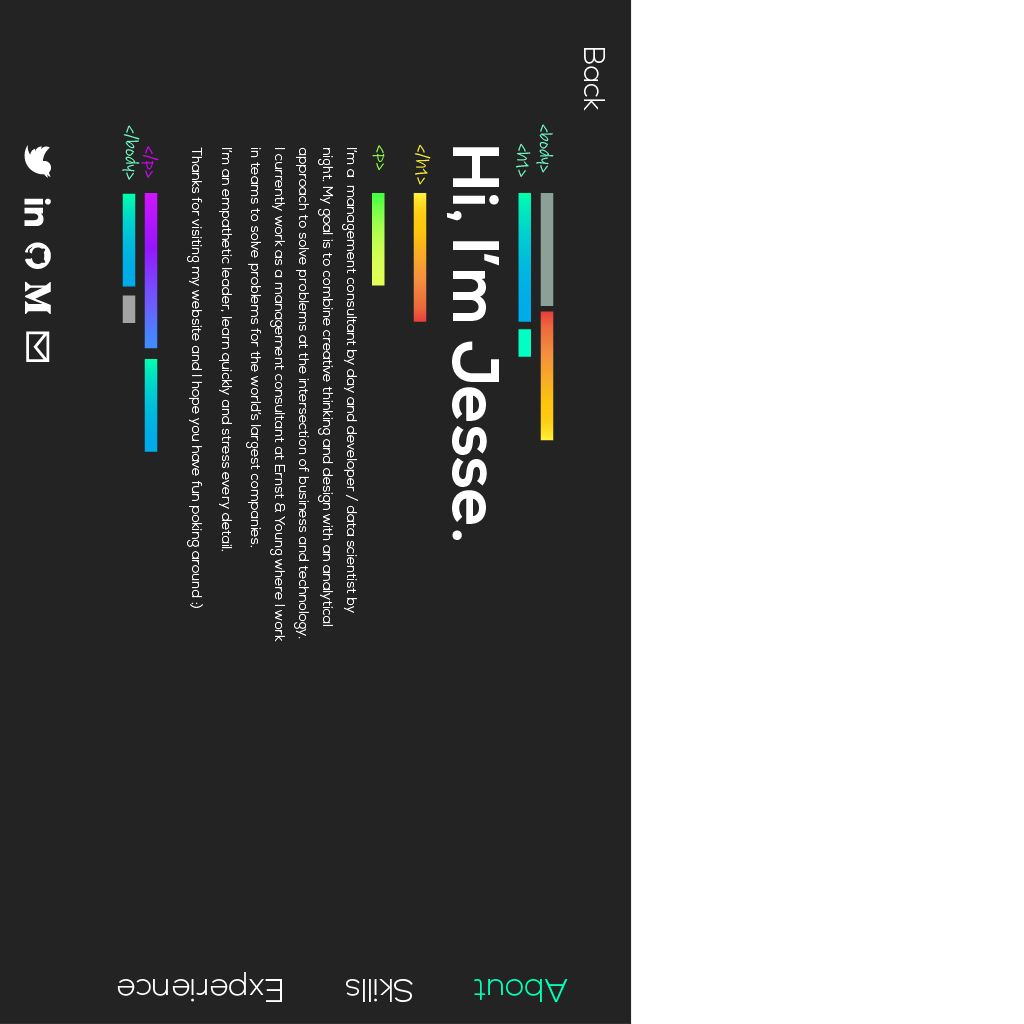 Back
<body>
<h1>
Hi, I'm Jesse.
</h1>
<p>
I'm a management consultant by day and developer / data scientist by
night. My goal is to combine creative thinking and design with an analytical
approach to solve problems at the intersection of business and technology.
I currently work as a management consultant at Ernst & Young where I work
in teams to solve problems for the world's largest companies.
I'm an empathetic leader, learn quickly and stress every detail.
Thanks for visiting my website and I hope you have fun poking around :)
</p>
</body>
About
Skills
Experience